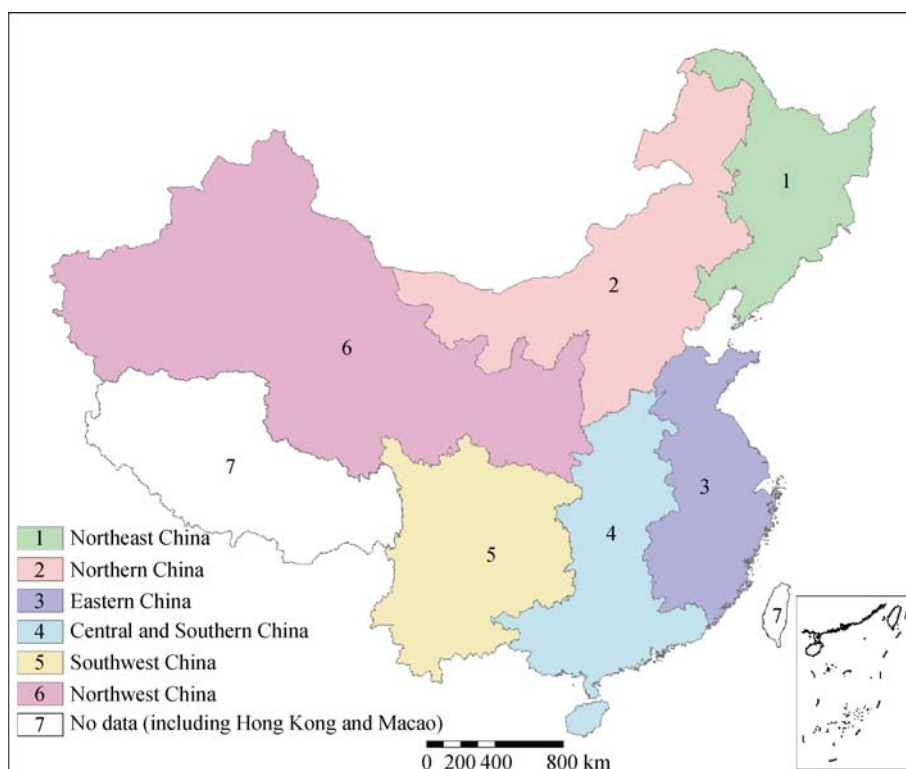 1
2
6
7
3
4
5
7
1 Northeast China
2 Northern China
3 Eastern China
4 Central and Southern China
5 Southwest China
6 Northwest China
7 No data (including Hong Kong and Macao)
0 200 400 800 km